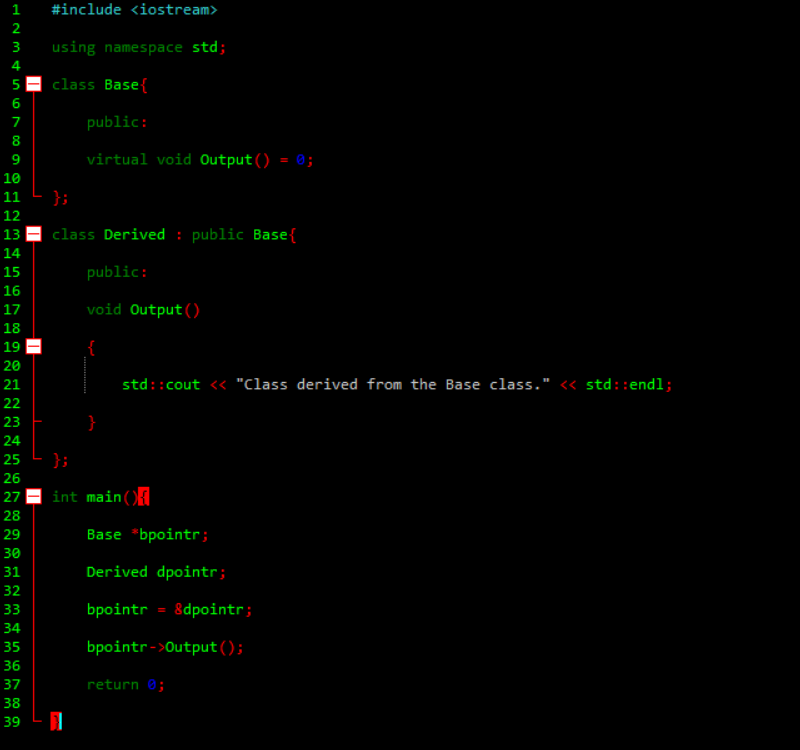 1 #include <iostream>
2
3 using namespace std;
4
5 class Base{
6
7 public:
8
9 virtual void Output() = 0;
10
11 };
12
13 class Derived : public Base{
14
15 public:
16
17 void Output()
18
19 {
20
21 std::cout << "Class derived from the Base class." << std::endl;
22
23 }
24
25 };
26
27 int main(){
28
29 Base *bpointr;
30
31 Derived dpointr;
32
33 bpointr = &dpointr;
34
35 bpointr->Output();
36
37 return 0;
38
39 }